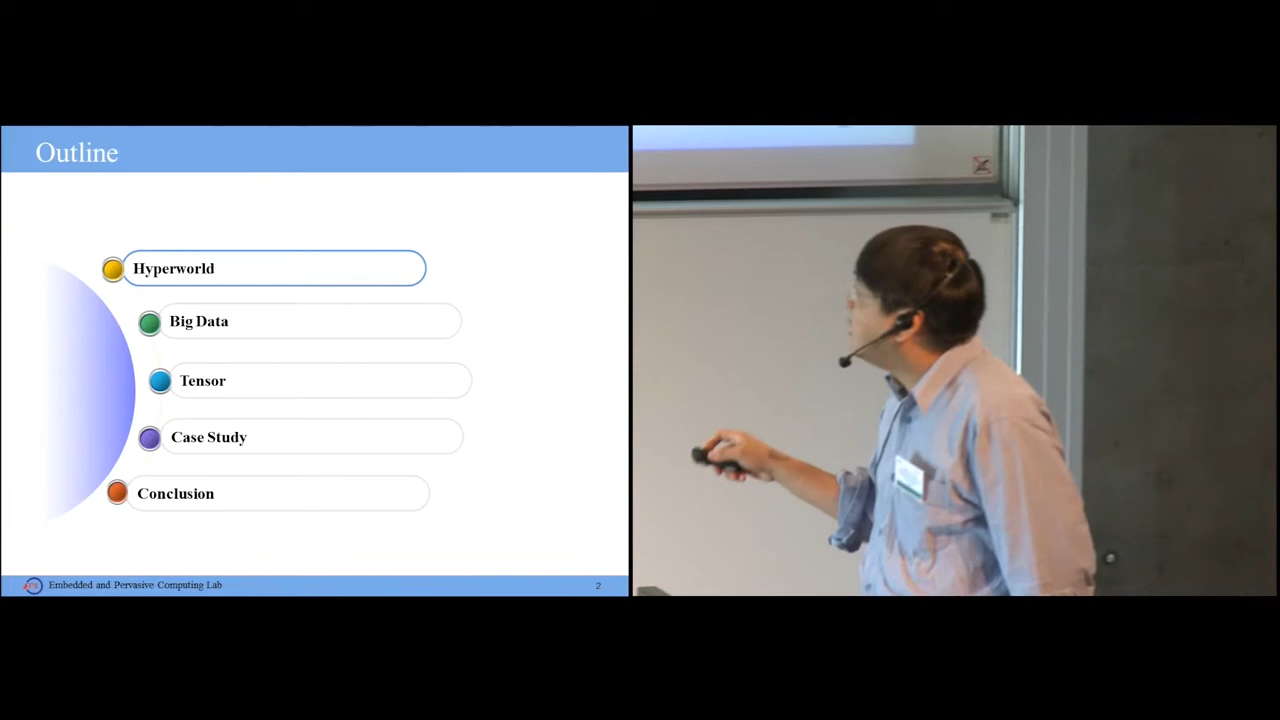 Outline
Hyperworld
Big Data
Tensor
Case Study
Conclusion
Embedded and Pervasive Computing Lab
2